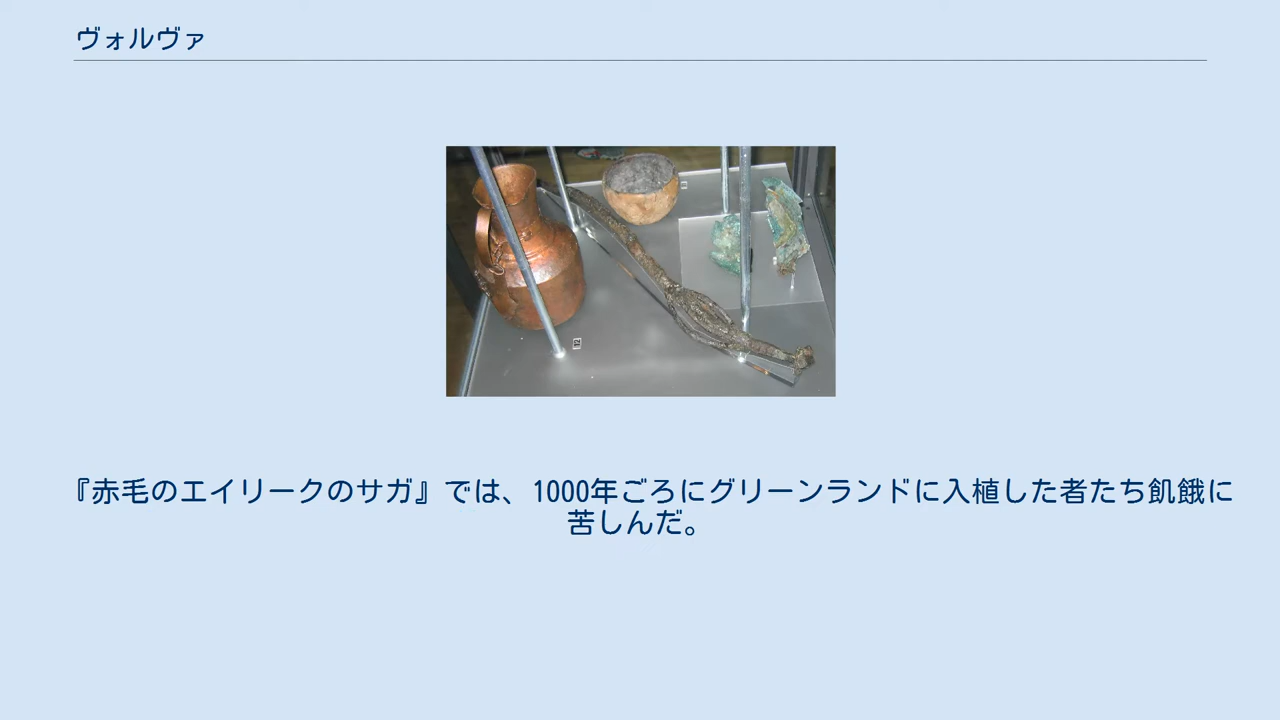 ヴォルヴァ
12
『赤毛のエイリークのサガ』では、1000年ごろにグリーンランドに入植した者たち飢餓に
苦しんだ。